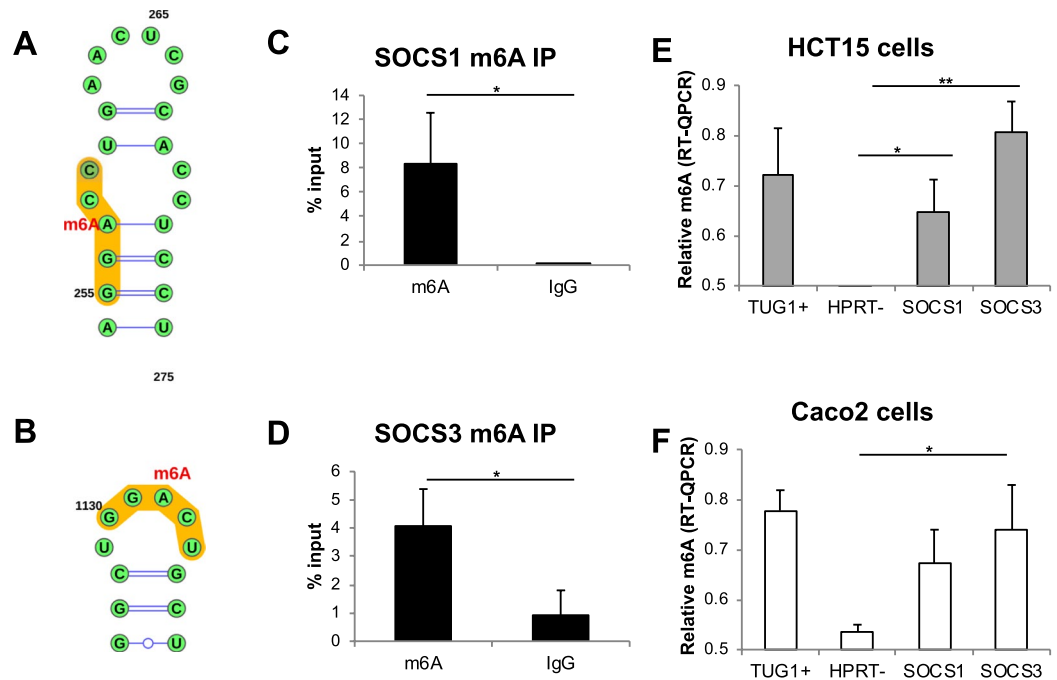 A
265
C U
A C
A G
G C
U A
C C
C C
m6A A U
G C
255 G C
A U
275
B
m6A
1130 G G A C
U U
C G
G C
G U
C
SOCS1 m6A IP
*
% input
14
12
10
8
6
4
2
0
m6A IgG
D
SOCS3 m6A IP
*
% input
6
5
4
3
2
1
0
m6A IgG
E
HCT15 cells
**
*
Relative m6A (RT-QPCR)
0.9
0.8
0.7
0.6
0.5
TUG1+ HPRT- SOCS1 SOCS3
F
Caco2 cells
*
Relative m6A (RT-QPCR)
0.9
0.8
0.7
0.6
0.5
TUG1+ HPRT- SOCS1 SOCS3